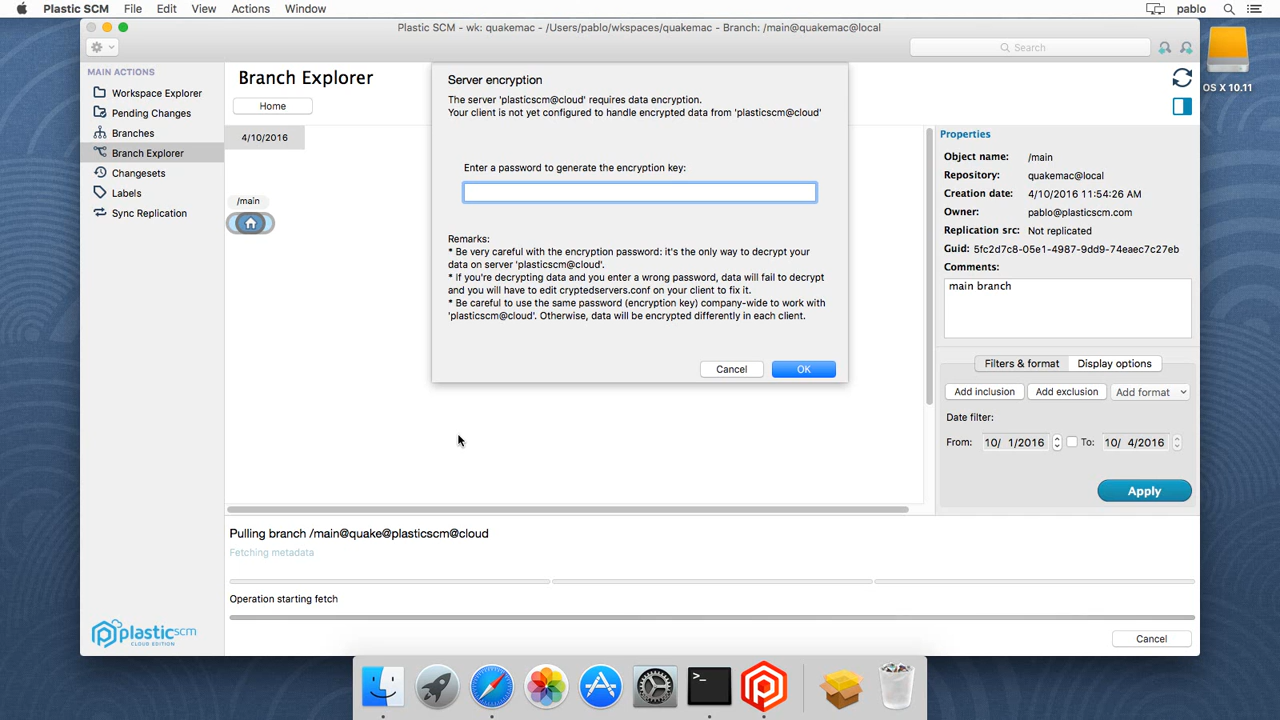 Plastic SCM File Edit View Actions Window pablo
Plastic SCM - wk: quakemac - /Users/pablo/wkspaces/quakemac - Branch: /main@quakemac@local
Search
MAIN ACTIONS
Workspace Explorer
Pending Changes
Branches
Branch Explorer
Changesets
Labels
Sync Replication
Branch Explorer
Home
4/10/2016
/main
Server encryption
The server 'plasticscm@cloud' requires data encryption.
Your client is not yet configured to handle encrypted data from 'plasticscm@cloud'
Enter a password to generate the encryption key:
Remarks:
* Be very careful with the encryption password: it's the only way to decrypt your
data on server 'plasticscm@cloud'.
* If you're decrypting data and you enter a wrong password, data will fail to decrypt
and you will have to edit cryptedservers.conf on your client to fix it.
* Be careful to use the same password (encryption key) company-wide to work with
'plasticscm@cloud'. Otherwise, data will be encrypted differently in each client.
Cancel OK
Properties
Object name: /main
Repository: quakemac@local
Creation date: 4/10/2016 11:54:26 AM
Owner: pablo@plasticscm.com
Replication src: Not replicated
Guid: 5fc2d7c8-05e1-4987-9dd9-74eaec7c27eb
Comments:
main branch
Filters & format Display options
Add inclusion Add exclusion Add format
Date filter:
From: 10/ 1/2016 To: 10/ 4/2016
Apply
Pulling branch /main@quake@plasticscm@cloud
Fetching metadata
Operation starting fetch
Cancel
plastic scm
CLOUD EDITION
OS X 10.11
>_